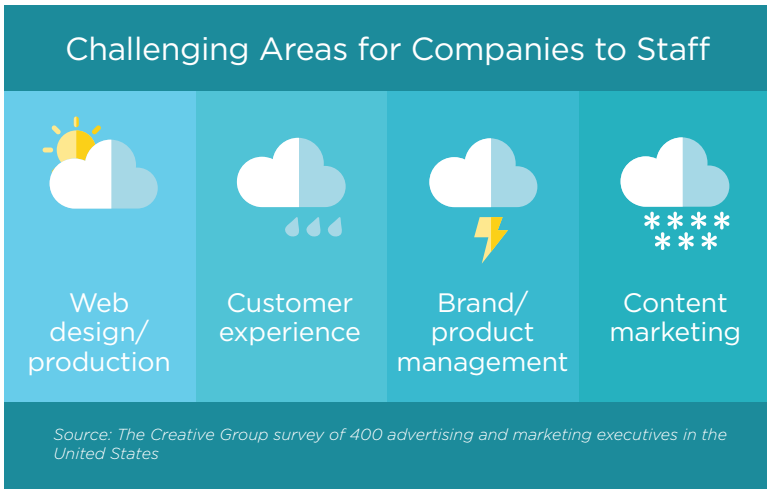 Challenging Areas for Companies to Staff
Web
design/
production
Customer
experience
Brand/
product
management
Content
marketing
Source: The Creative Group survey of 400 advertising and marketing executives in the
United States